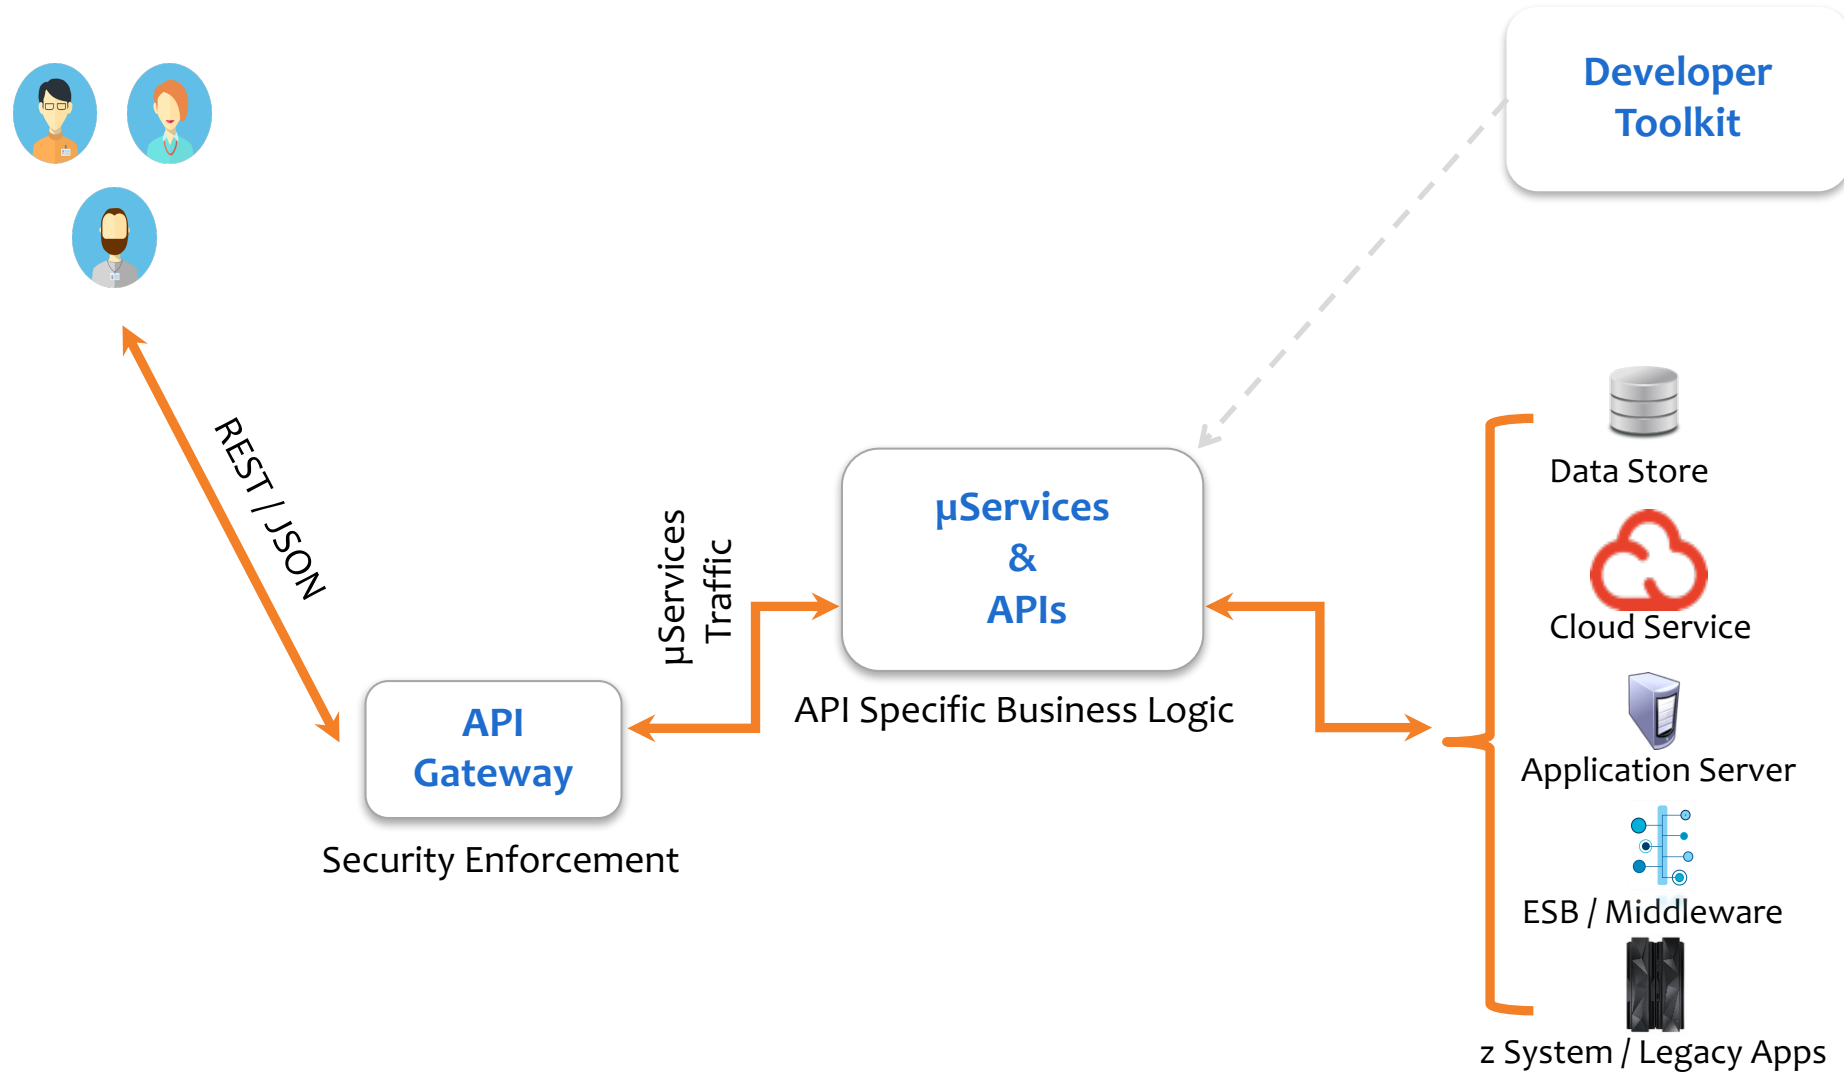 Developer
Toolkit
REST / JSON
µServices
Traffic
µServices
&
APIs
API Specific Business Logic
API
Gateway
Security Enforcement
Data Store
Cloud Service
Application Server
ESB / Middleware
z System / Legacy Apps